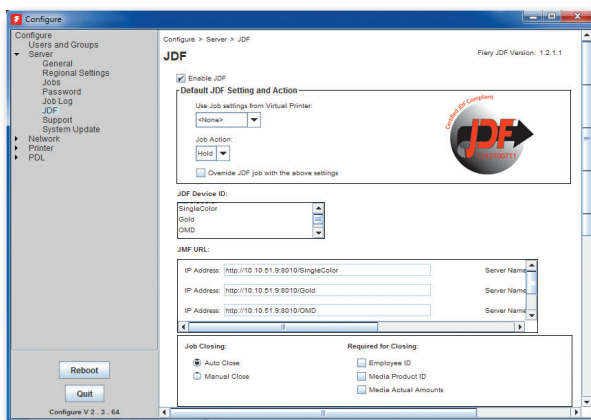 Configure
Configure
Users and Groups
Server
General
Regional Settings
Jobs
Password
Job Log
JDF
Support
System Update
Network
Printer
PDL
Reboot
Quit
Configure V 2 . 3 . 64
Configure > Server > JDF
JDF
Fiery JDF Version: 1.2.1.1
Enable JDF
Default JDF Setting and Action
Use Job settings from Virtual Printer:
<None>
Job Action:
Hold
Override JDF job with the above settings
Certified JDF Compliant
JDF
JDF Device ID:
SingleColor
Gold
OMD
JMF URL:
IP Address: http://10.10.51.9:8010/SingleColor Server Name
IP Address: http://10.10.51.9:8010/Gold Server Name
IP Address: http://10.10.51.9:8010/OMD Server Name
Job Closing:
Auto Close
Manual Close
Required for Closing:
Employee ID
Media Product ID
Media Actual Amounts